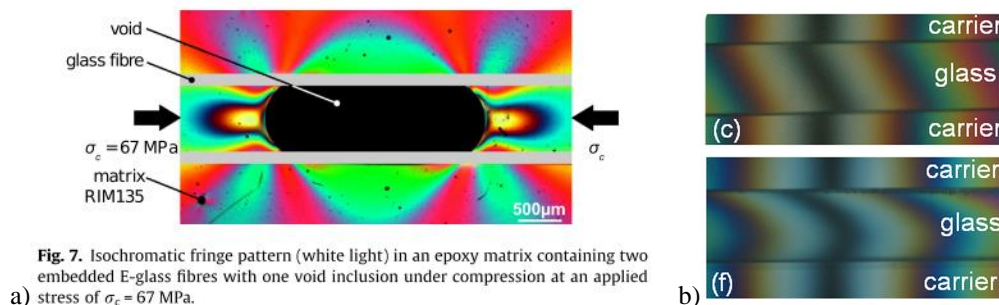 void
glass fibre
σc = 67 MPa
σc
matrix
RIM135
500μm
Fig. 7. Isochromatic fringe pattern (white light) in an epoxy matrix containing two
embedded E-glass fibres with one void inclusion under compression at an applied
stress of σc = 67 MPa.
a)
carrier
glass
(c)
carrier
carrier
glass
(f)
carrier
b)